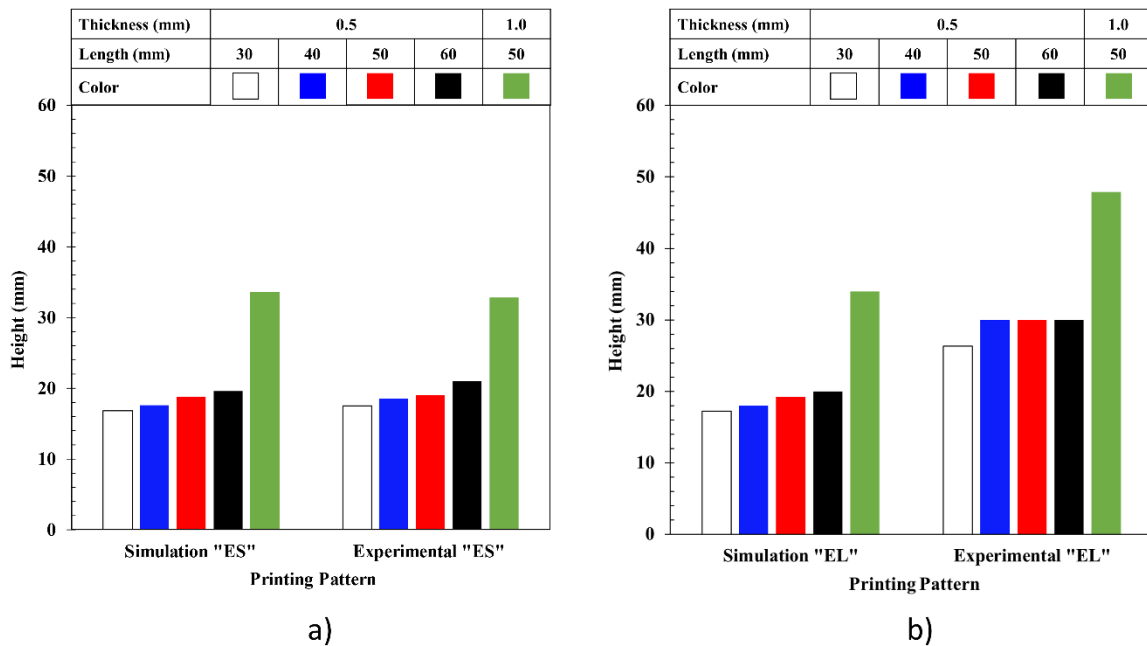 Thickness (mm) 0.5 1.0
Length (mm) 30 40 50 60 50
Color
60
50
40
30
20
10
0
Height (mm)
Simulation "ES" Experimental "ES"
Printing Pattern
a)
Thickness (mm) 0.5 1.0
Length (mm) 30 40 50 60 50
Color
60
50
40
30
20
10
0
Height (mm)
Simulation "EL" Experimental "EL"
Printing Pattern
b)